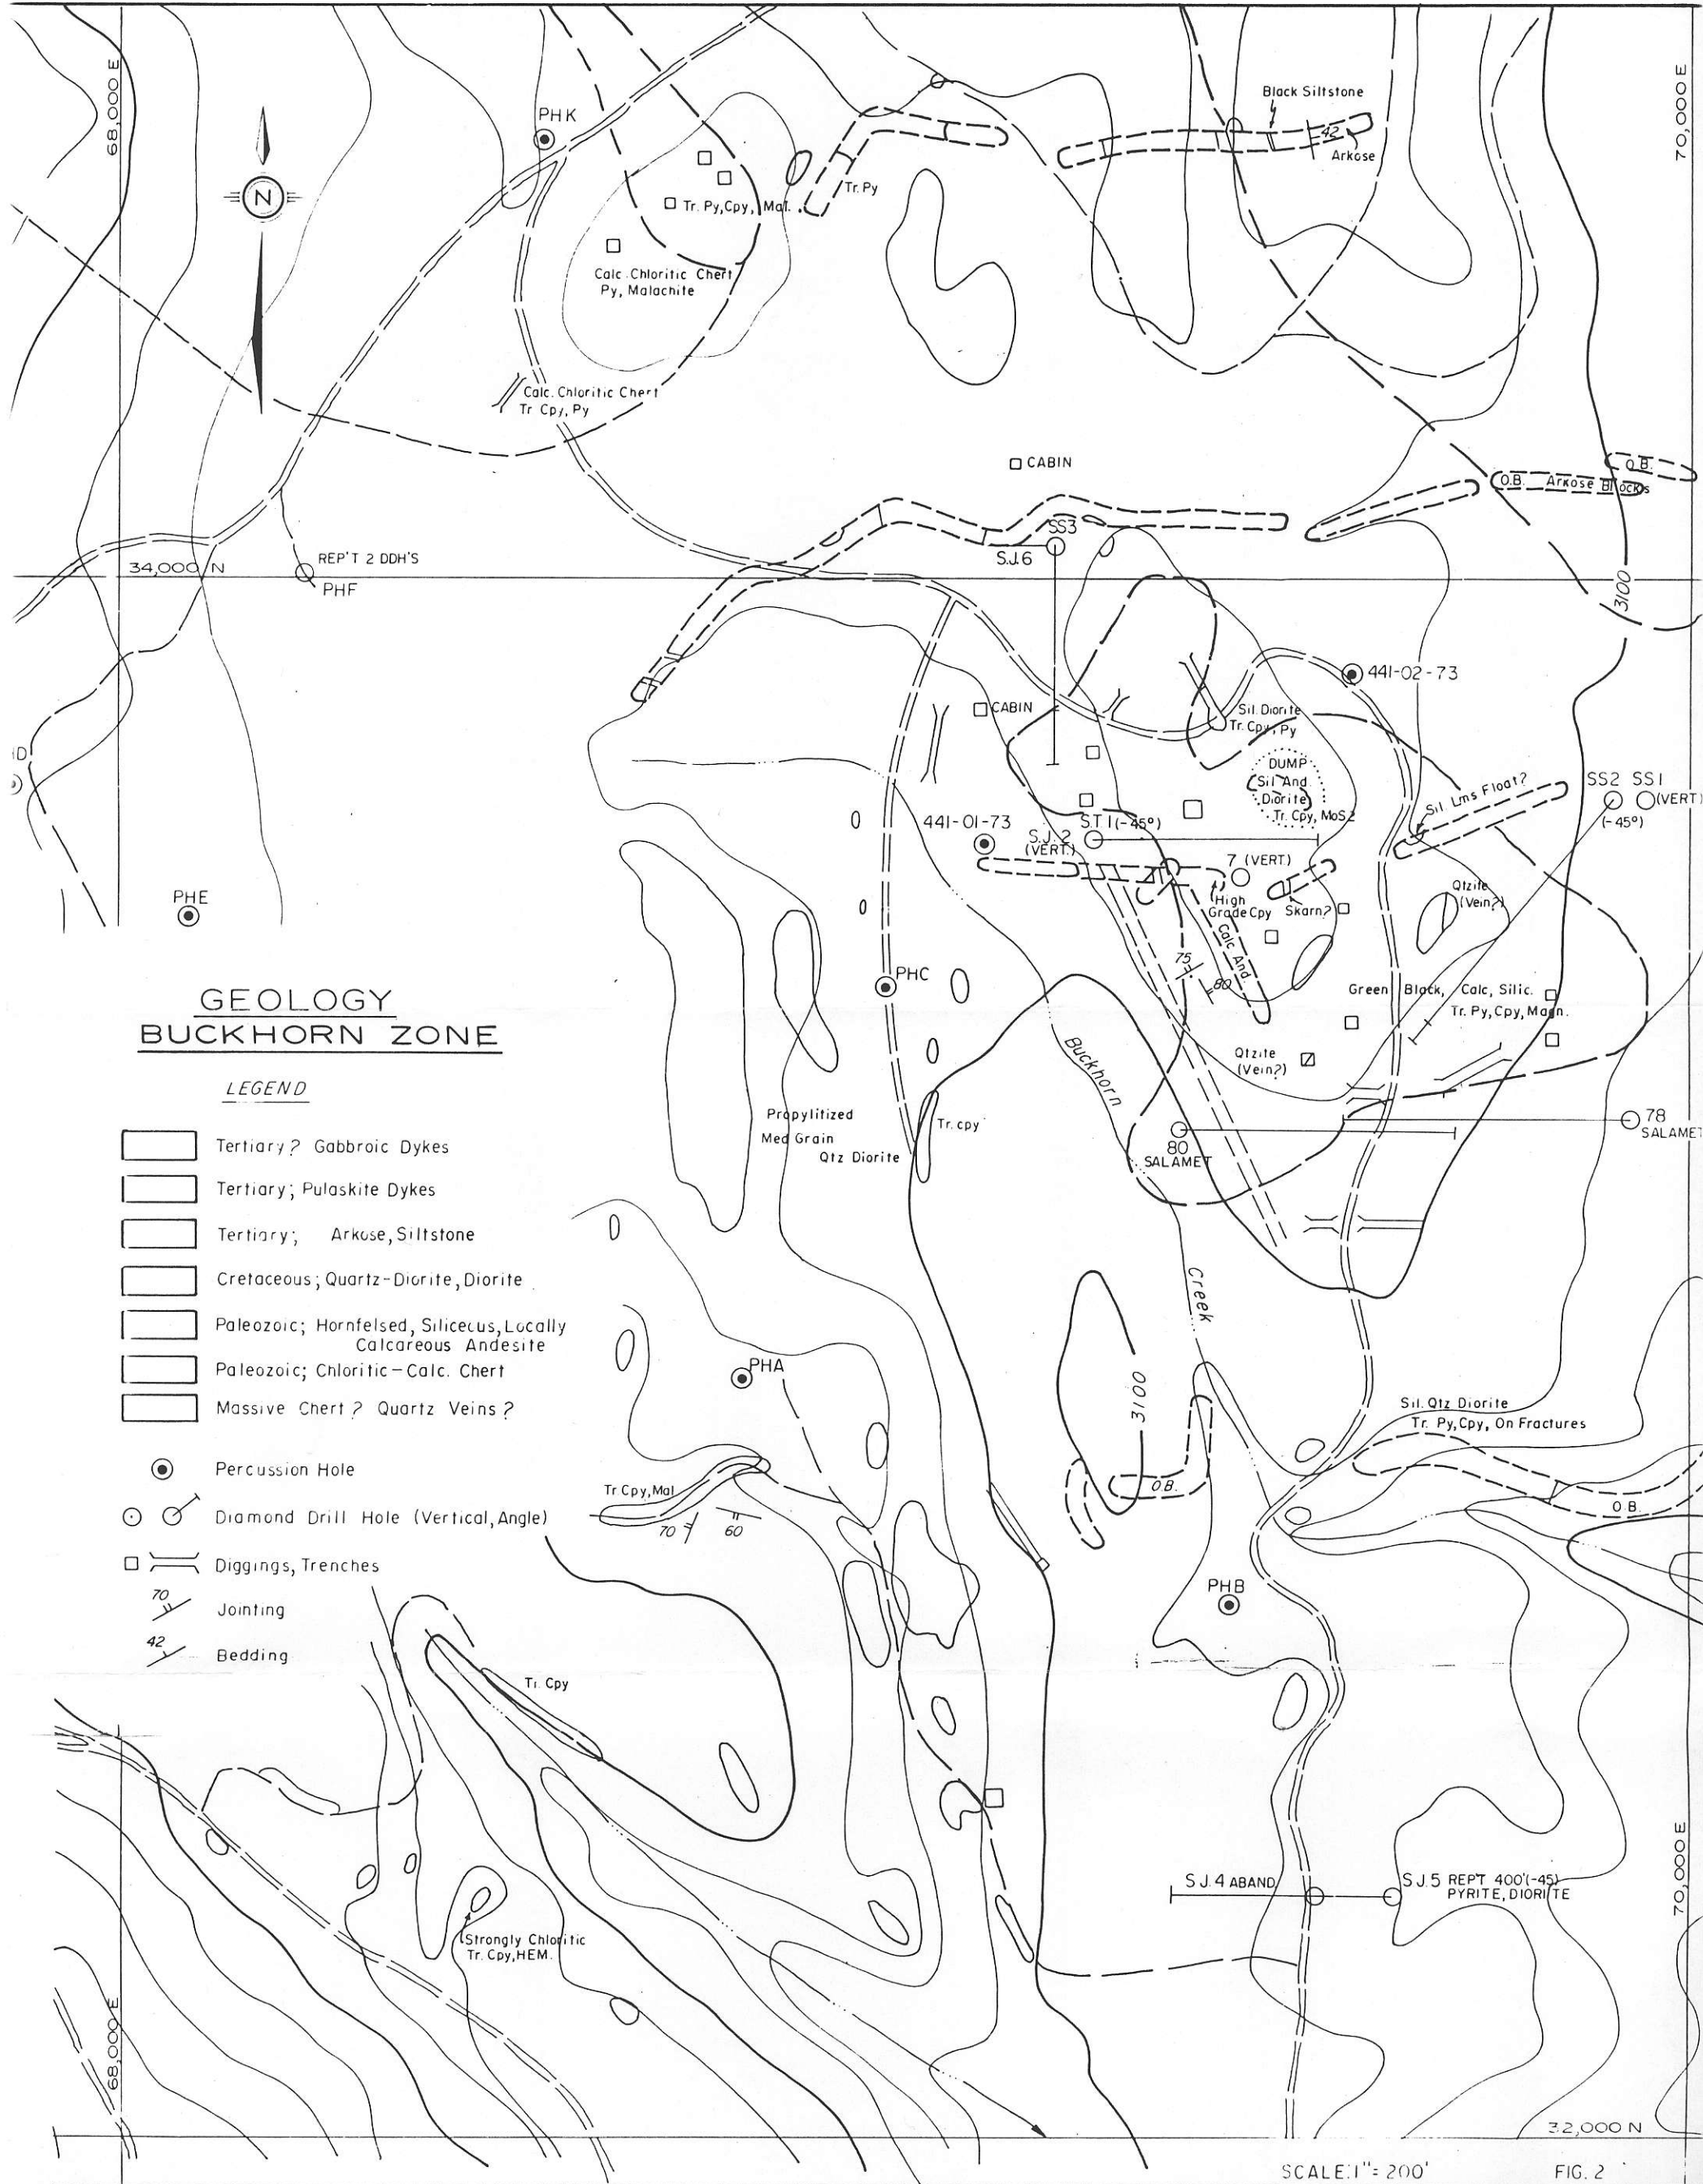 68,000 E
70,000 E
N
PHK
Black Siltstone
42
Arkose
Tr. Py
Tr. Py, Cpy, Mal.
Calc. Chloritic Chert
Py, Malachite
Calc. Chloritic Chert
Tr Cpy, Py
CABIN
O.B.
O.B. Arkose Blocks
SS3
S.J.6
REP'T 2 DDH'S
34,000 N
PHF
3100
441-02-73
CABIN
Sil. Diorite
Tr. Cpy, Py
DUMP
Sil And.
Diorite
Tr. Cpy, MoS2
Sil. Lms Float?
SS2 SS1
(VERT)
(-45°)
441-01-73
S.J. 2
(VERT.)
S.T 1 (-45°)
7 (VERT.)
High
Grade Cpy
Skarn?
Qtzite
(Vein?)
Calc And.
75
80
PHE
PHC
Green Black, Calc, Silic.
Tr. Py, Cpy, Magn.
Qtzite
(Vein?)
GEOLOGY
BUCKHORN ZONE
LEGEND
Tertiary? Gabbroic Dykes
Tertiary; Pulaskite Dykes
Tertiary; Arkose, Siltstone
Cretaceous; Quartz-Diorite, Diorite
Paleozoic; Hornfelsed, Siliceous, Locally
Calcareous Andesite
Paleozoic; Chloritic-Calc. Chert
Massive Chert? Quartz Veins?
Percussion Hole
Diamond Drill Hole (Vertical, Angle)
Diggings, Trenches
70
Jointing
42
Bedding
Buckhorn
Creek
Propylitized
Med Grain
Qtz Diorite
Tr. cpy
80
SALAMET
78
SALAMET
PHA
3100
Sil. Qtz Diorite
Tr. Py, Cpy, On Fractures
Tr Cpy, Mal
70
60
O.B.
O.B.
PHB
Tr. Cpy
S.J. 4 ABAND.
S.J. 5 REP'T 400'(-45)
PYRITE, DIORITE
Strongly Chloritic
Tr. Cpy, HEM.
70,000 E
68,000 E
32,000 N
SCALE: 1" = 200'
FIG. 2